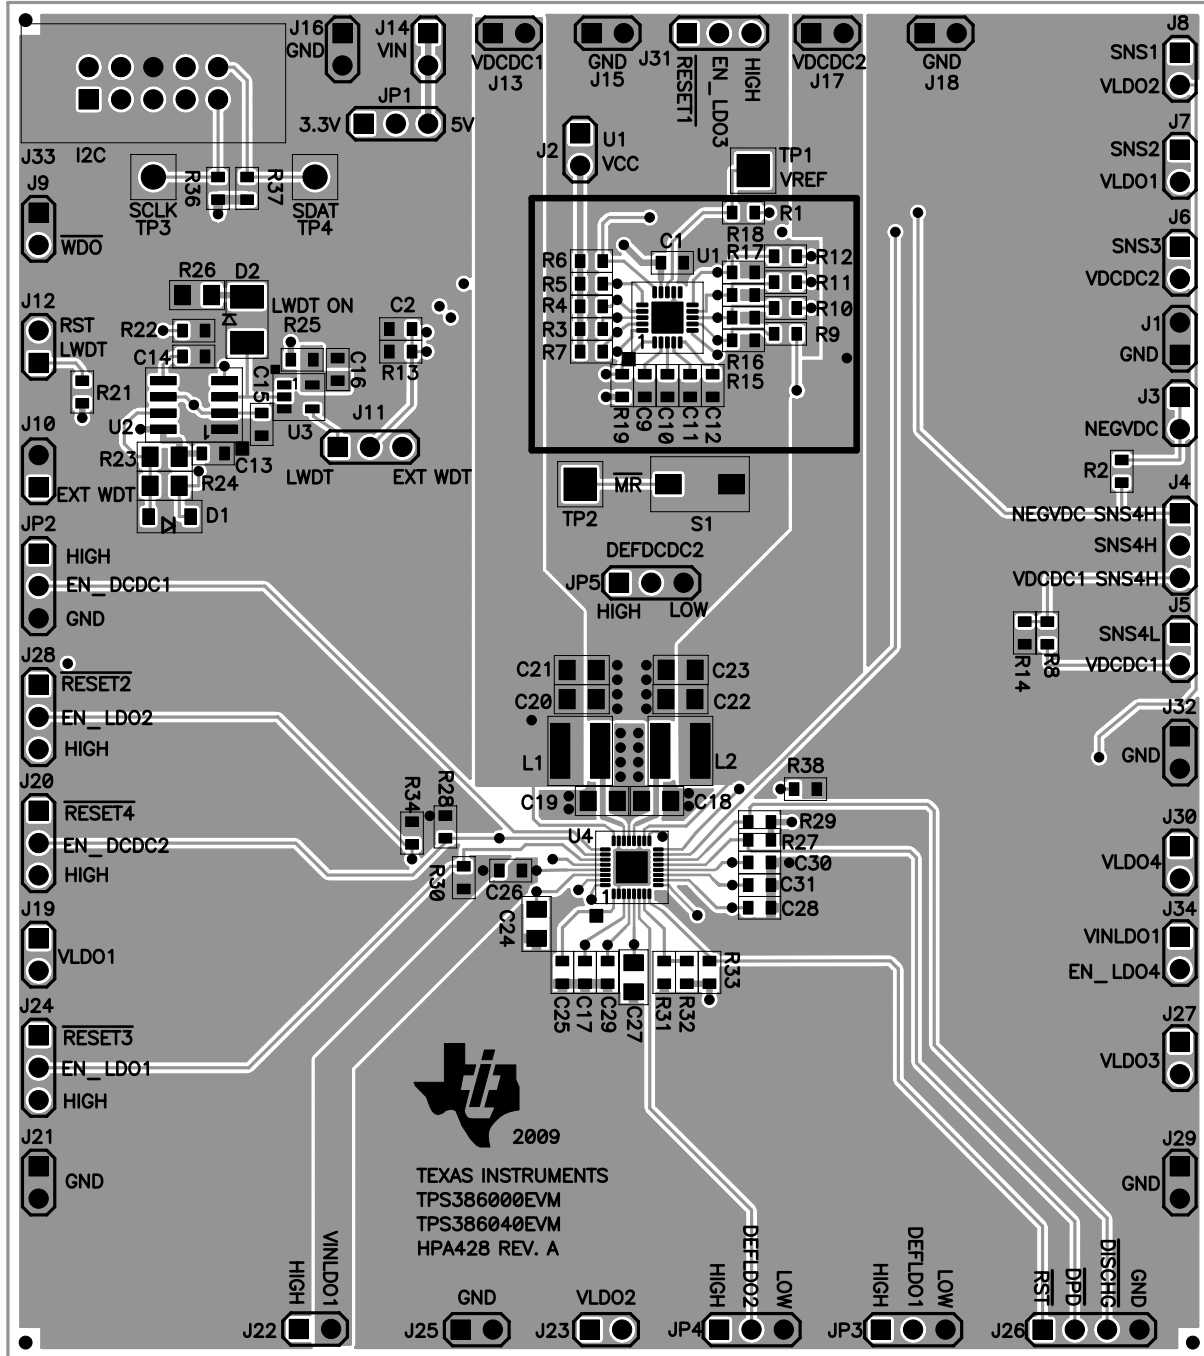 J16
GND
J14
VIN
VDCDC1
J13
GND
J15
J31
RESET1
EN_LDO3
HIGH
VDCDC2
J17
GND
J18
J8
SNS1
VLDO2
JP1
3.3V
5V
J33
I2C
J2
U1
VCC
TP1
VREF
J7
SNS2
VLDO1
J9
WDO
SCLK
TP3
R36
R37
SDAT
TP4
R1
R18
J6
SNS3
VDCDC2
R26
D2
LWDT ON
C2
R6
R5
R4
R3
R7
C1
U1
R17
R12
R11
R10
R9
1
R16
R15
J12
RST
LWDT
R22
C14
R25
C16
R13
J1
GND
R21
C15
1
U3
J11
R19
C9
C10
C11
C12
J3
NEGVDC
J10
EXT WDT
U2
1
R23
C13
R24
D1
LWDT
EXT WDT
MR
TP2
S1
R2
J4
NEGVDC SNS4H
SNS4H
VDCDC1 SNS4H
JP2
HIGH
EN_DCDC1
GND
DEFDCDC2
JP5
HIGH
LOW
J5
SNS4L
VDCDC1
R14
R8
J28
RESET2
EN_LDO2
HIGH
C21
C20
C23
C22
L1
L2
J32
GND
J20
RESET4
EN_DCDC2
HIGH
R34
R28
C19
C18
R38
U4
R29
R27
C30
C31
C28
R30
C26
1
C24
J30
VLDO4
J19
VLDO1
C25
C17
C29
C27
R31
R32
R33
J34
VINLDO1
EN_LDO4
J24
RESET3
EN_LDO1
HIGH
J27
VLDO3
2009
J21
GND
TEXAS INSTRUMENTS
TPS386000EVM
TPS386040EVM
HPA428 REV. A
J29
GND
J22
HIGH
VINLDO1
J25
GND
J23
VLDO2
JP4
HIGH
DEFLDO2
LOW
JP3
HIGH
DEFLDO1
LOW
J26
RST
DPD
DISCHG
GND